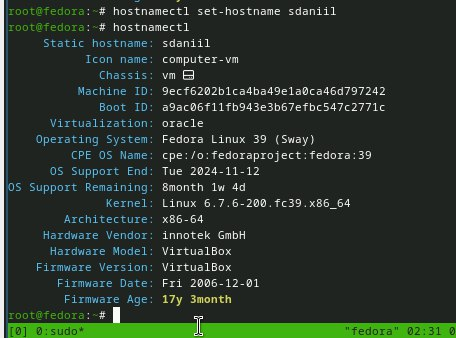 root@fedora:~# hostnamectl set-hostname sdaniil
root@fedora:~# hostnamectl
Static hostname: sdaniil
Icon name: computer-vm
Chassis: vm 🖴
Machine ID: 9ecf6202b1ca4ba49e1a0ca46d797242
Boot ID: a9ac06f11fb943e3b67efbc547c2771c
Virtualization: oracle
Operating System: Fedora Linux 39 (Sway)
CPE OS Name: cpe:/o:fedoraproject:fedora:39
OS Support End: Tue 2024-11-12
OS Support Remaining: 8month 1w 4d
Kernel: Linux 6.7.6-200.fc39.x86_64
Architecture: x86-64
Hardware Vendor: innotek GmbH
Hardware Model: VirtualBox
Firmware Version: VirtualBox
Firmware Date: Fri 2006-12-01
Firmware Age: 17y 3month
root@fedora:~#
[0] 0:sudo* "fedora" 02:31 0